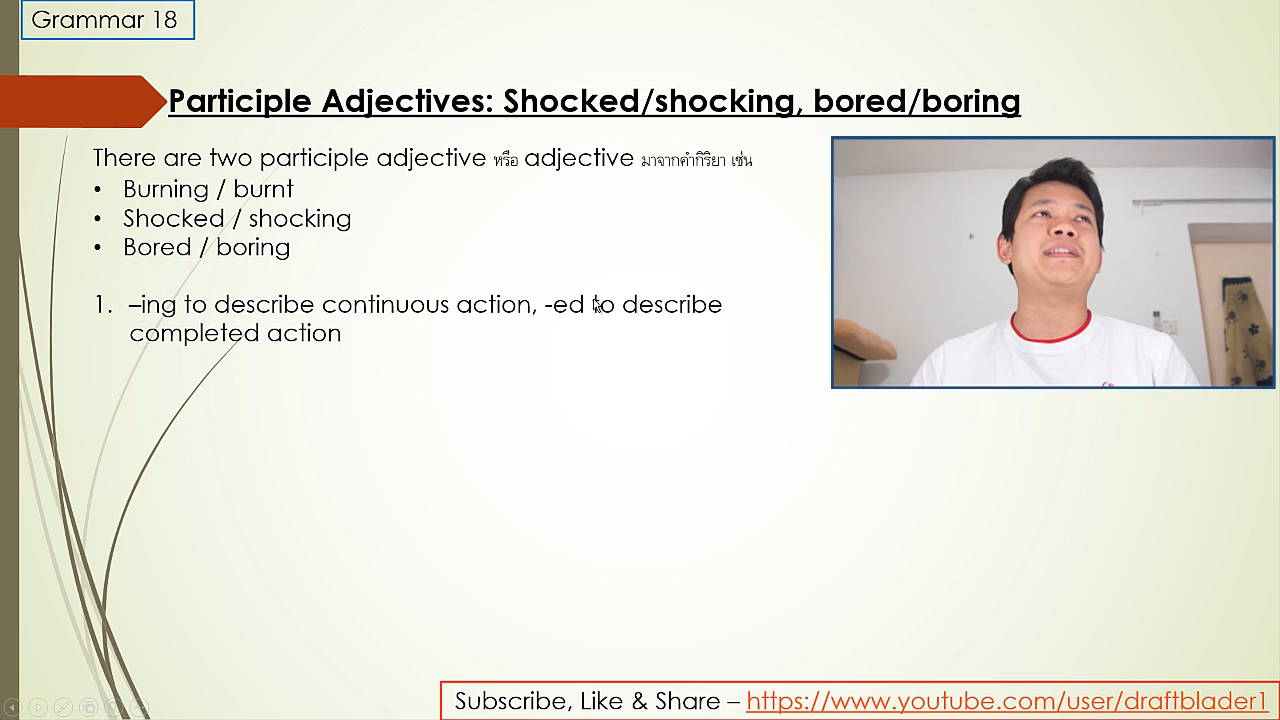 Grammar 18
Participle Adjectives: Shocked/shocking, bored/boring
There are two participle adjective หรือ adjective มาจากคำกิริยา เช่น
• Burning / burnt
• Shocked / shocking
• Bored / boring
1. –ing to describe continuous action, -ed to describe
completed action
Subscribe, Like & Share – https://www.youtube.com/user/draftblader1